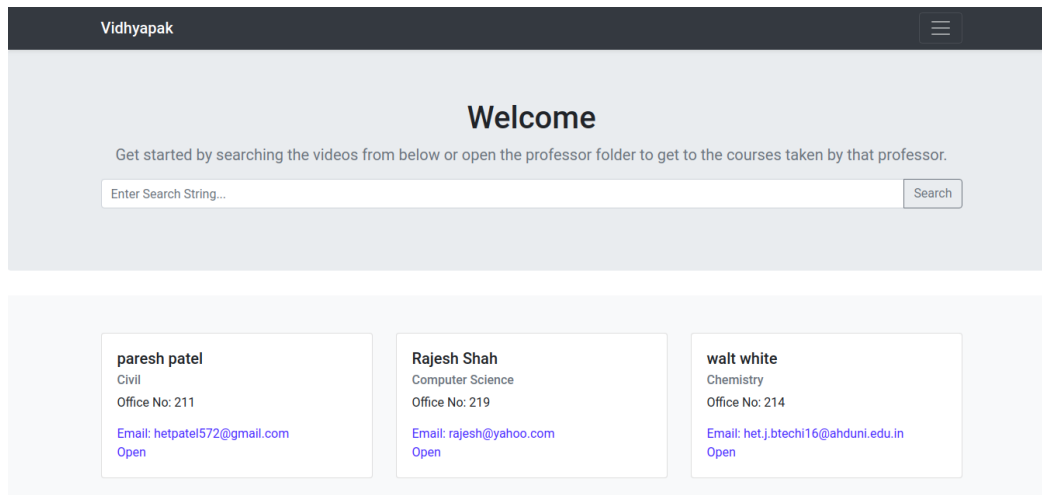 Vidhyapak
Welcome
Get started by searching the videos from below or open the professor folder to get to the courses taken by that professor.
Enter Search String...
Search
paresh patel
Civil
Office No: 211
Email: hetpatel572@gmail.com
Open
Rajesh Shah
Computer Science
Office No: 219
Email: rajesh@yahoo.com
Open
walt white
Chemistry
Office No: 214
Email: het.j.btechi16@ahduni.edu.in
Open